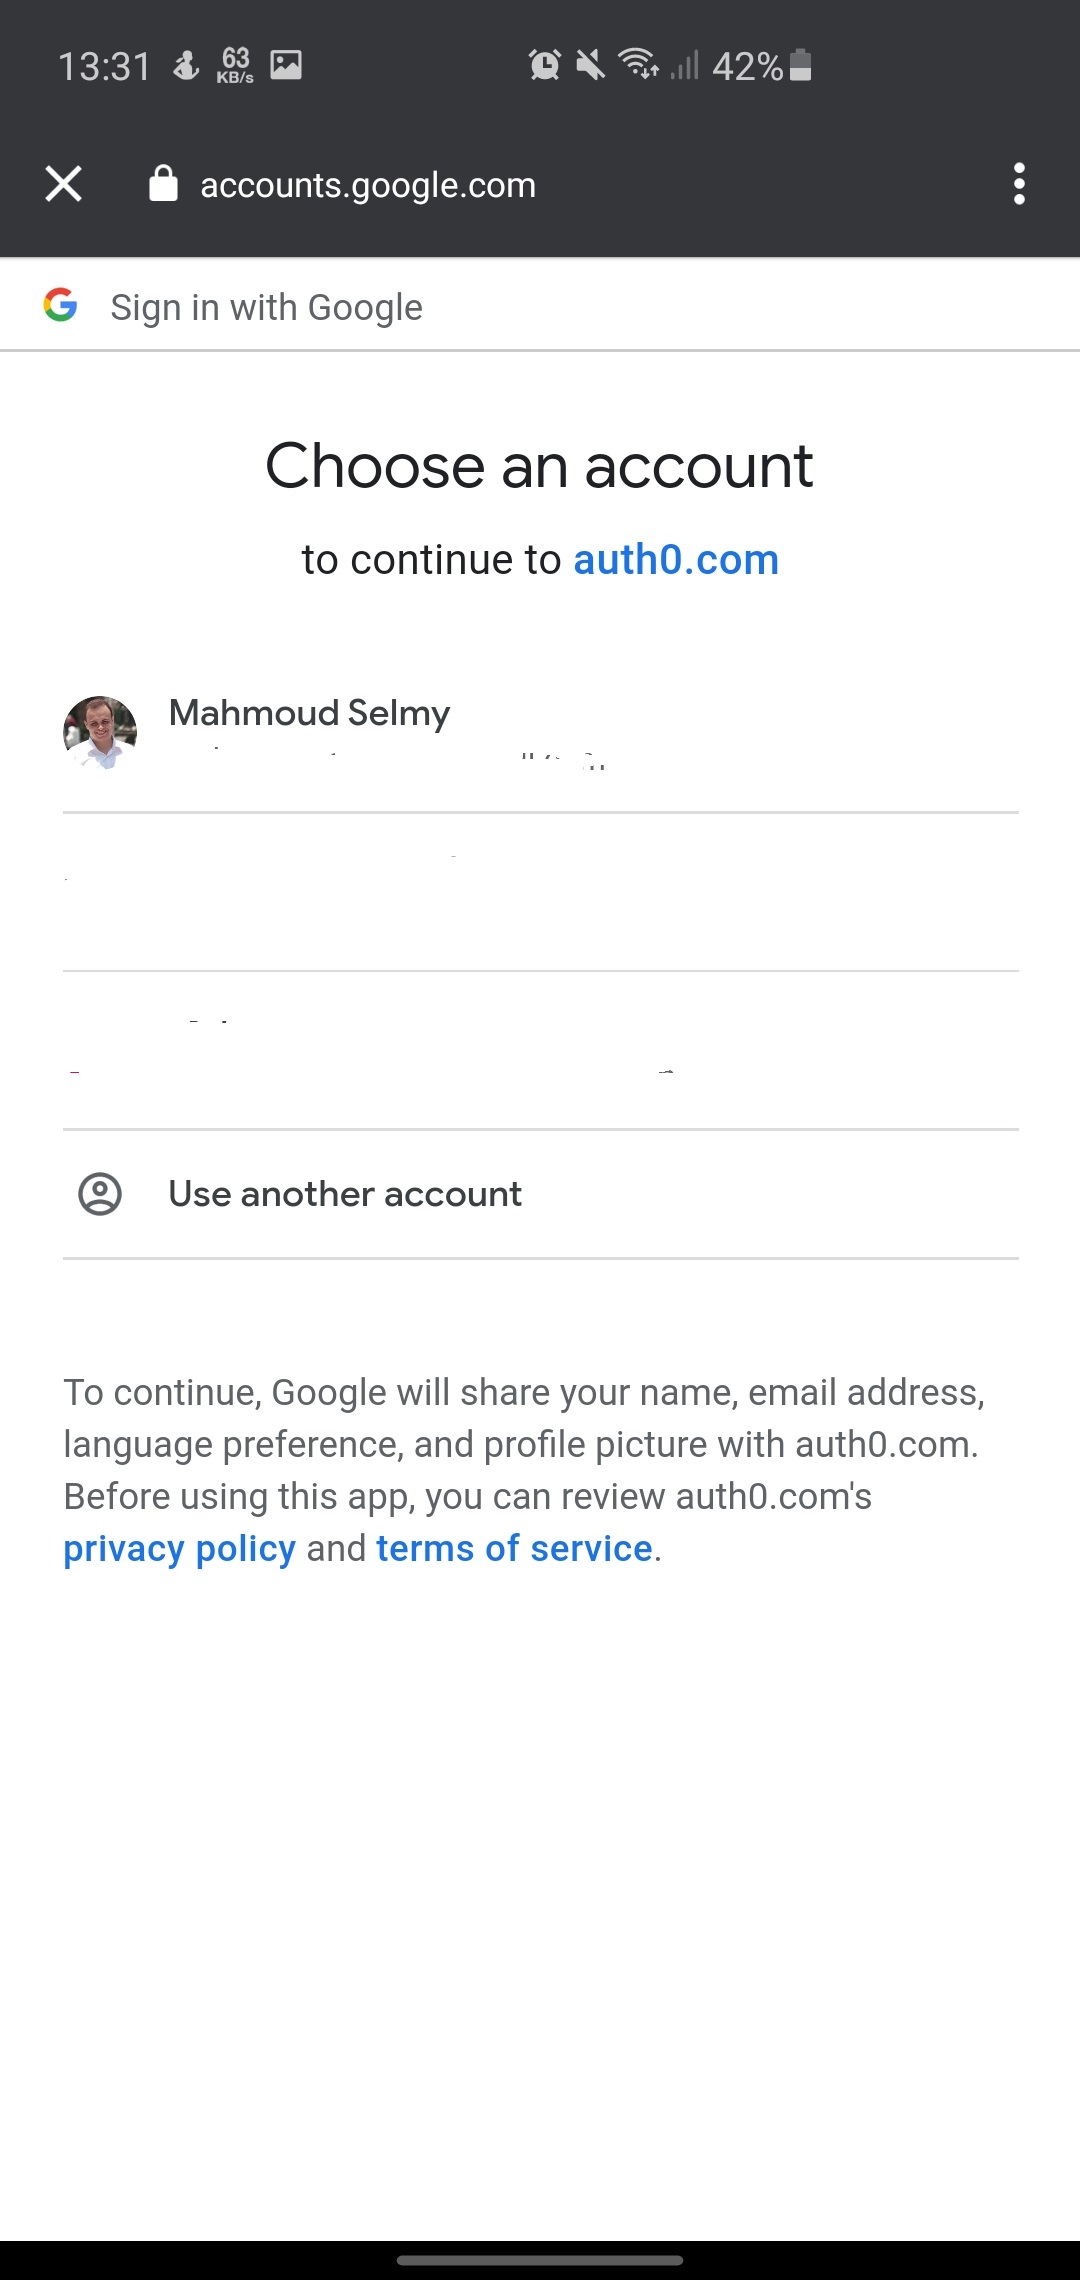 13:31 63 KB/s 42%
accounts.google.com
Sign in with Google
Choose an account
to continue to auth0.com
Mahmoud Selmy
Use another account
To continue, Google will share your name, email address,
language preference, and profile picture with auth0.com.
Before using this app, you can review auth0.com's
privacy policy and terms of service.